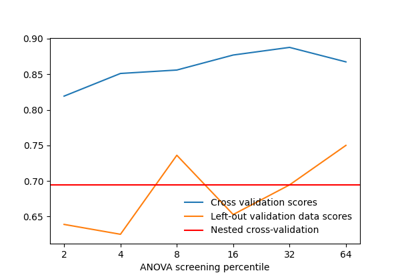 0.90
0.85
0.80
0.75
0.70
0.65
Cross validation scores
Left-out validation data scores
Nested cross-validation
2 4 8 16 32 64
ANOVA screening percentile